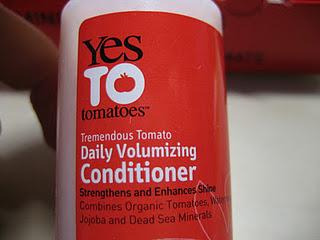 Yes
TO
tomatoes™
Tremendous Tomato
Daily Volumizing
Conditioner
Strengthens and Enhances Shine
Combines Organic Tomatoes,
Jojoba and Dead Sea Minerals